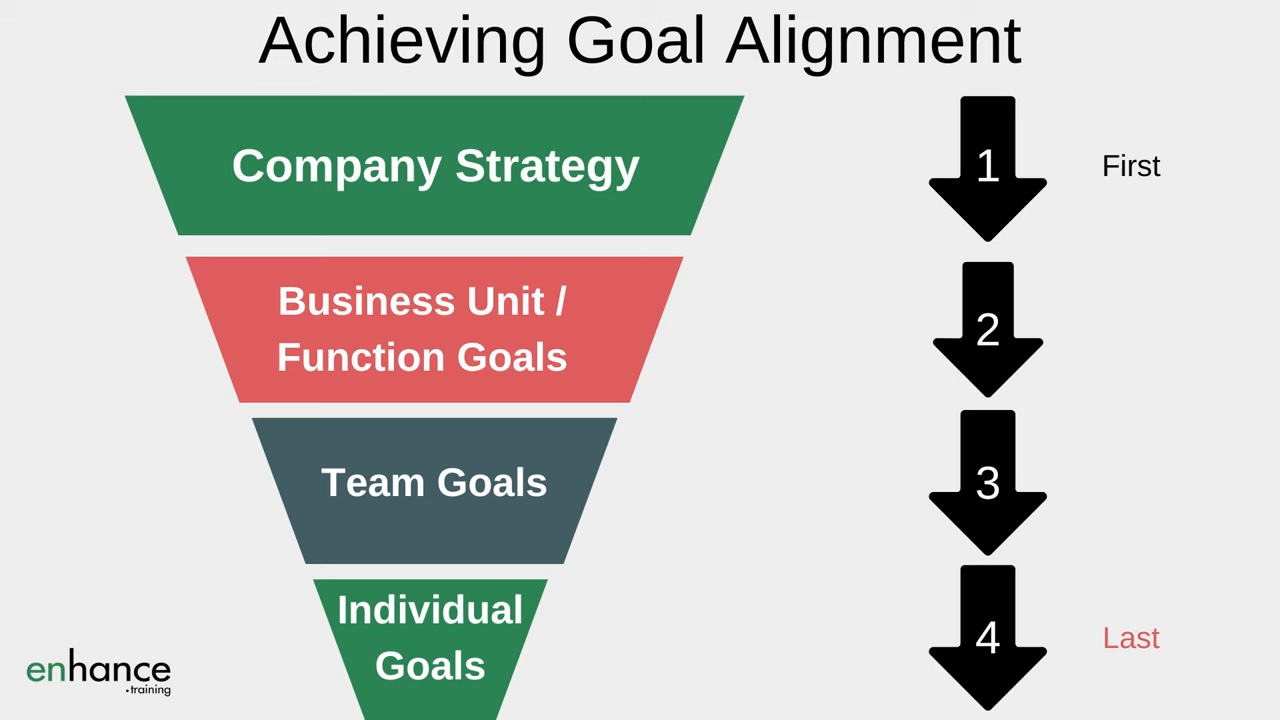 Achieving Goal Alignment
Company Strategy
1
First
Business Unit /
Function Goals
2
Team Goals
3
Individual
Goals
4
Last
enhance
.training